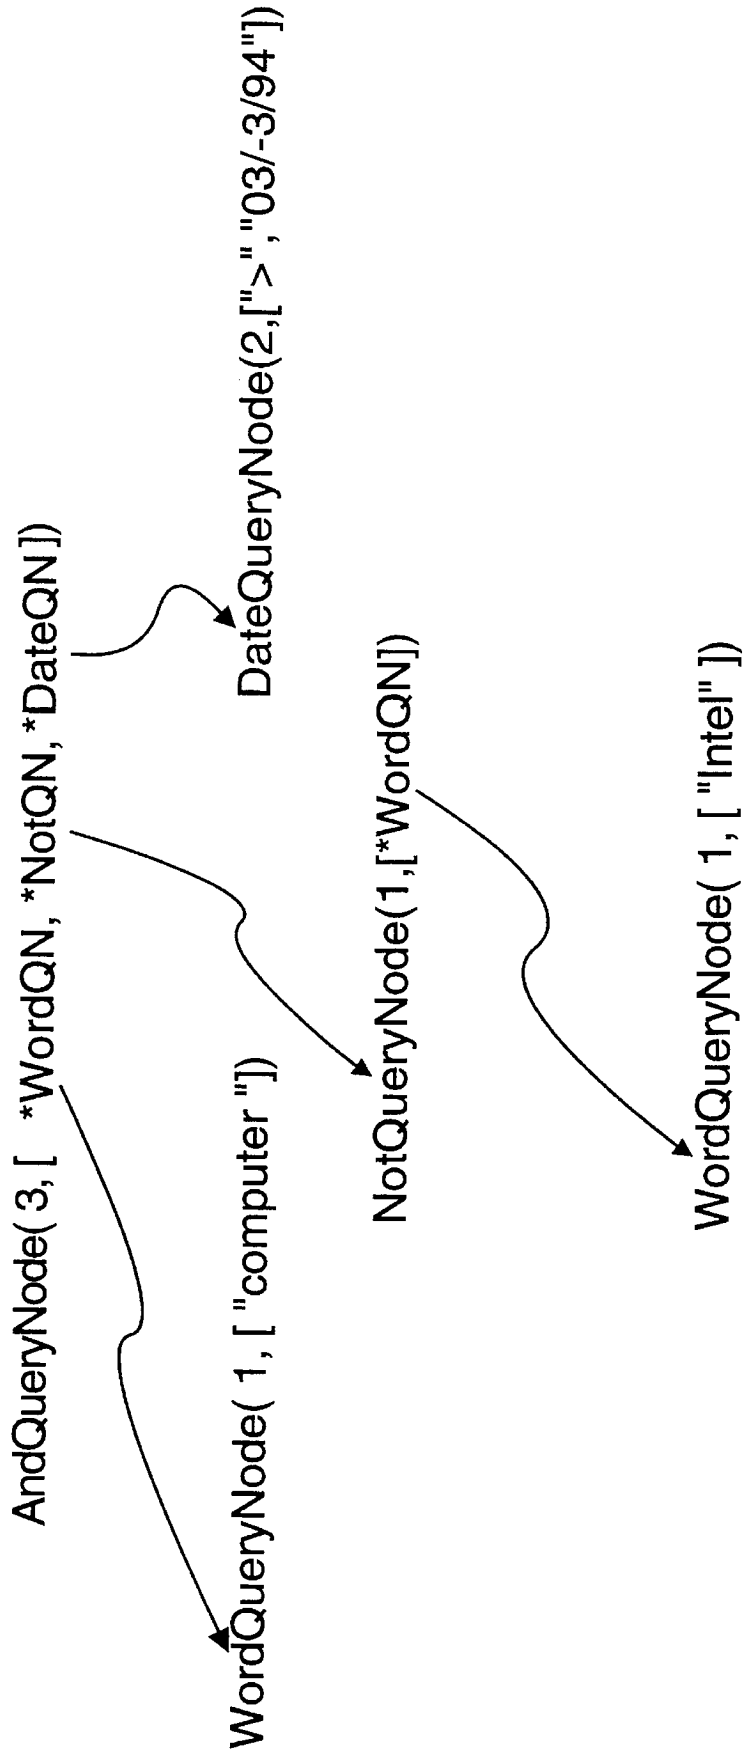 AndQueryNode( 3, [ *WordQN, *NotQN, *DateQN ])
WordQueryNode( 1, [ "computer "])
DateQueryNode(2,[">","03/-3/94"])
NotQueryNode(1,[*WordQN])
WordQueryNode( 1, [ "Intel" ])